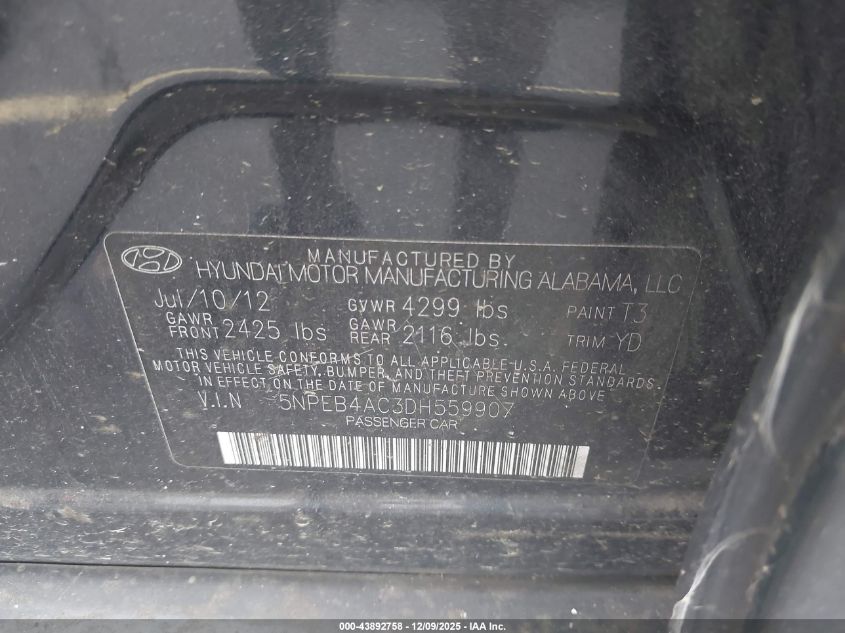 MANUFACTURED BY
HYUNDAI MOTOR MANUFACTURING ALABAMA, LLC
Jul/10/12 GVWR 4299 lbs PAINT T3
GAWR FRONT 2425 lbs GAWR REAR 2116 lbs. TRIM YD
THIS VEHICLE CONFORMS TO ALL APPLICABLE U.S.A. FEDERAL
MOTOR VEHICLE SAFETY, BUMPER, AND THEFT PREVENTION STANDARDS
IN EFFECT ON THE DATE OF MANUFACTURE SHOWN ABOVE
V.I.N 5NPEB4AC3DH559907
PASSENGER CAR
000-43892758 - 12/09/2025 - IAA Inc.